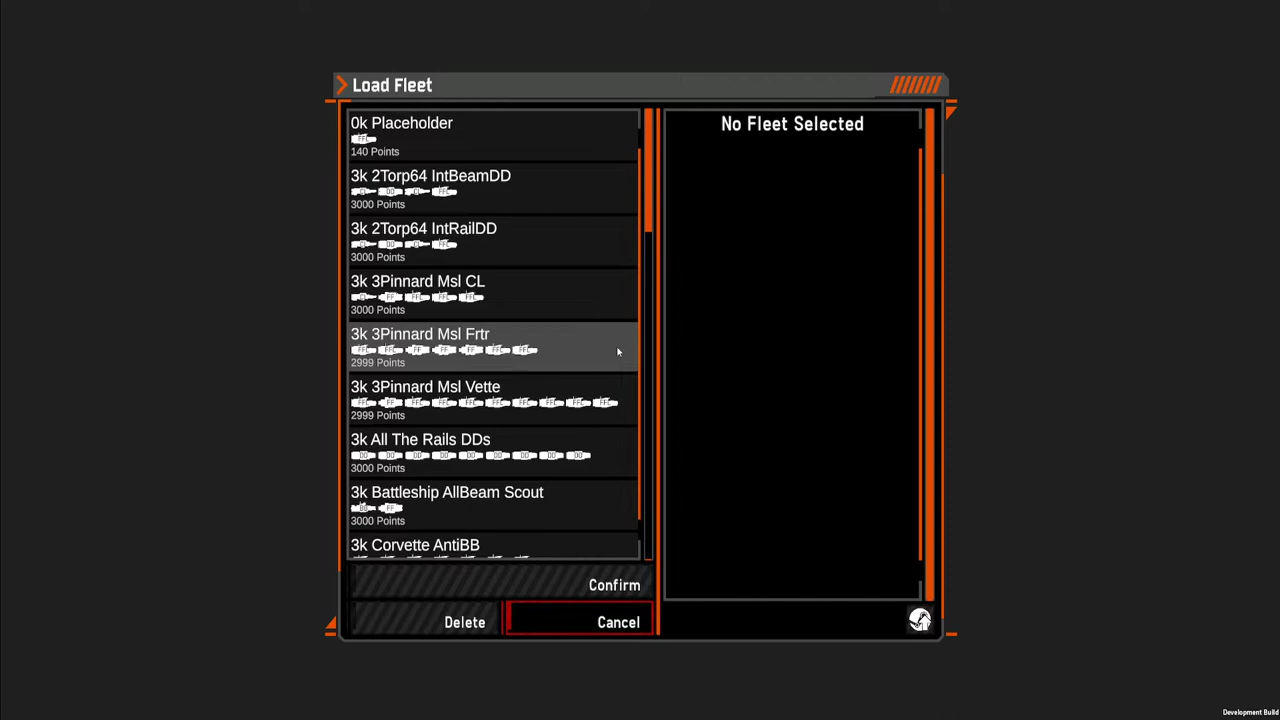 Load Fleet
0k Placeholder
140 Points
3k 2Torp64 IntBeamDD
3000 Points
3k 2Torp64 IntRailDD
3000 Points
3k 3Pinnard Msl CL
3000 Points
3k 3Pinnard Msl Frtr
2999 Points
3k 3Pinnard Msl Vette
2999 Points
3k All The Rails DDs
3000 Points
3k Battleship AllBeam Scout
3000 Points
3k Corvette AntiBB
Confirm
Delete
Cancel
No Fleet Selected
Development Build